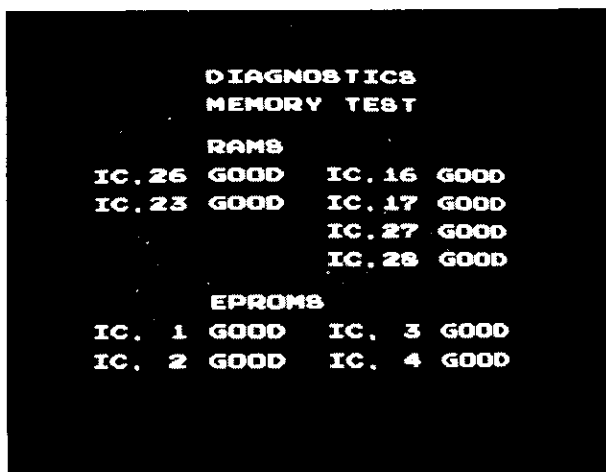 DIAGNOSTICS
MEMORY TEST
RAMS
IC.26 GOOD IC.16 GOOD
IC.23 GOOD IC.17 GOOD
IC.27 GOOD
IC.28 GOOD
EPROMS
IC. 1 GOOD IC. 3 GOOD
IC. 2 GOOD IC. 4 GOOD